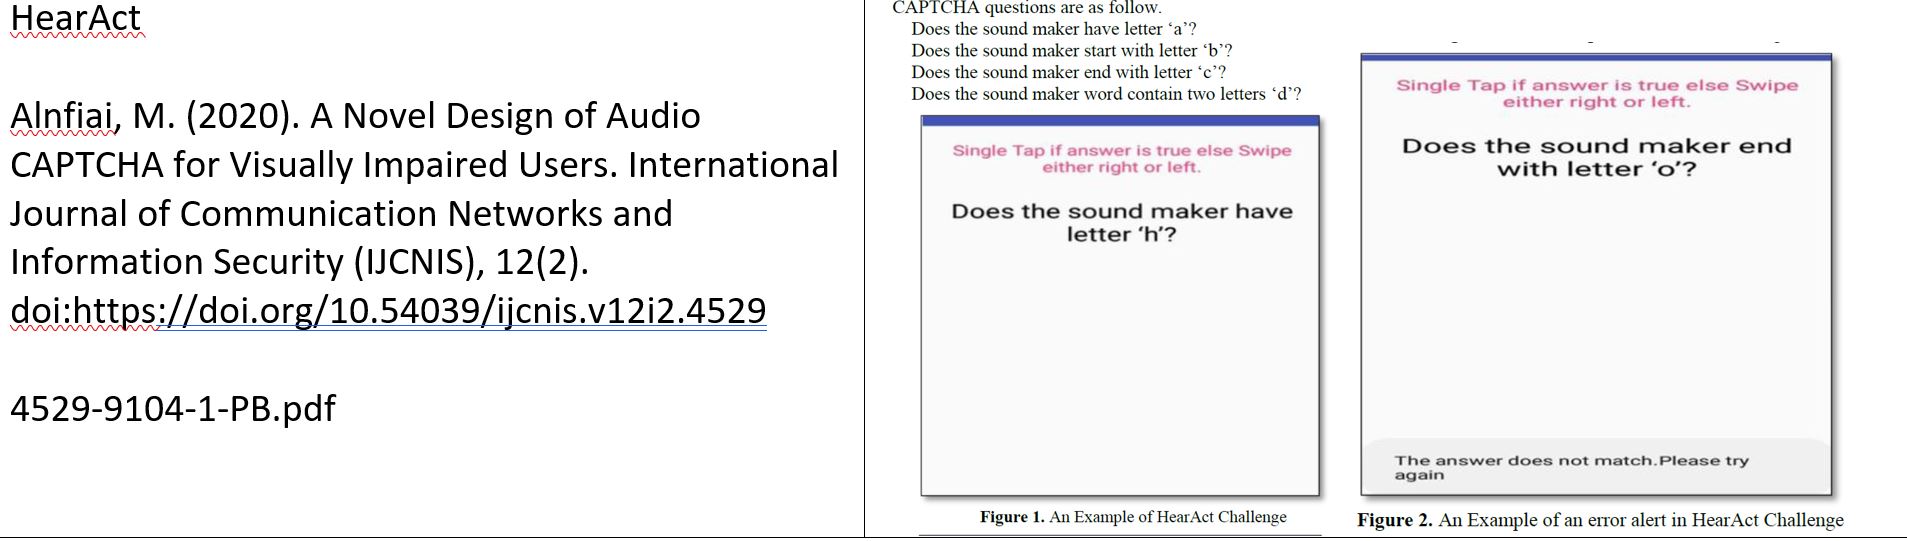 HearAct
Alnfiai, M. (2020). A Novel Design of Audio
CAPTCHA for Visually Impaired Users. International
Journal of Communication Networks and
Information Security (IJCNIS), 12(2).
doi:https://doi.org/10.54039/ijcnis.v12i2.4529
4529-9104-1-PB.pdf
CAPTCHA questions are as follow.
Does the sound maker have letter ‘a’?
Does the sound maker start with letter ‘b’?
Does the sound maker end with letter ‘c’?
Does the sound maker word contain two letters ‘d’?
Single Tap if answer is true else Swipe
either right or left.
Does the sound maker have
letter ‘h’?
Figure 1. An Example of HearAct Challenge
Single Tap if answer is true else Swipe
either right or left.
Does the sound maker end
with letter ‘o’?
The answer does not match.Please try
again
Figure 2. An Example of an error alert in HearAct Challenge